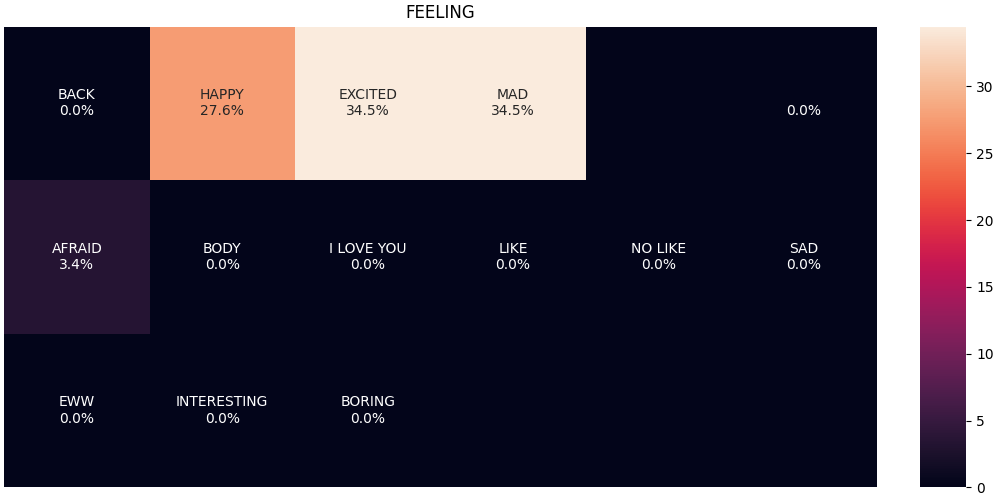 FEELING
BACK
0.0%
HAPPY
27.6%
EXCITED
34.5%
MAD
34.5%
0.0%
AFRAID
3.4%
BODY
0.0%
I LOVE YOU
0.0%
LIKE
0.0%
NO LIKE
0.0%
SAD
0.0%
EWW
0.0%
INTERESTING
0.0%
BORING
0.0%
30
25
20
15
10
5
0